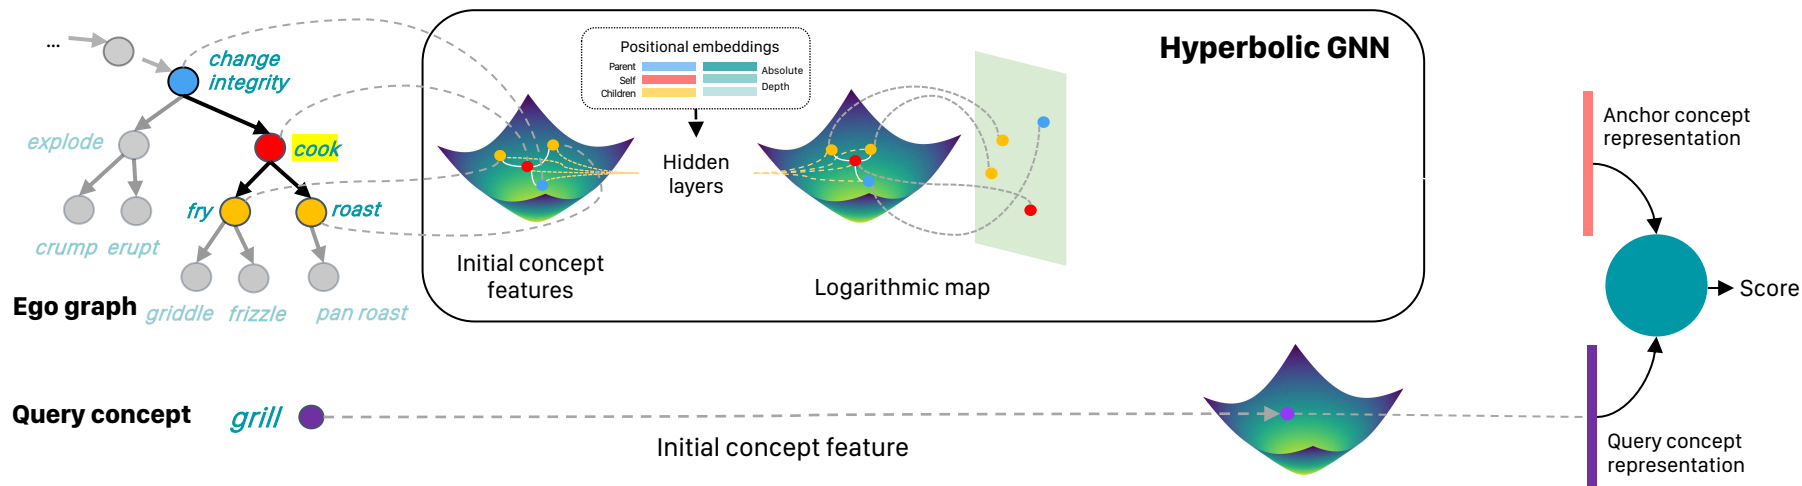 ...
change
integrity
explode
cook
fry
roast
crump
erupt
griddle
frizzle
pan roast
Ego graph
Hyperbolic GNN
Positional embeddings
Parent
Self
Children
Absolute
Depth
Hidden
layers
Initial concept
features
Logarithmic map
Anchor concept
representation
Score
Query concept
grill
Initial concept feature
Query concept
representation